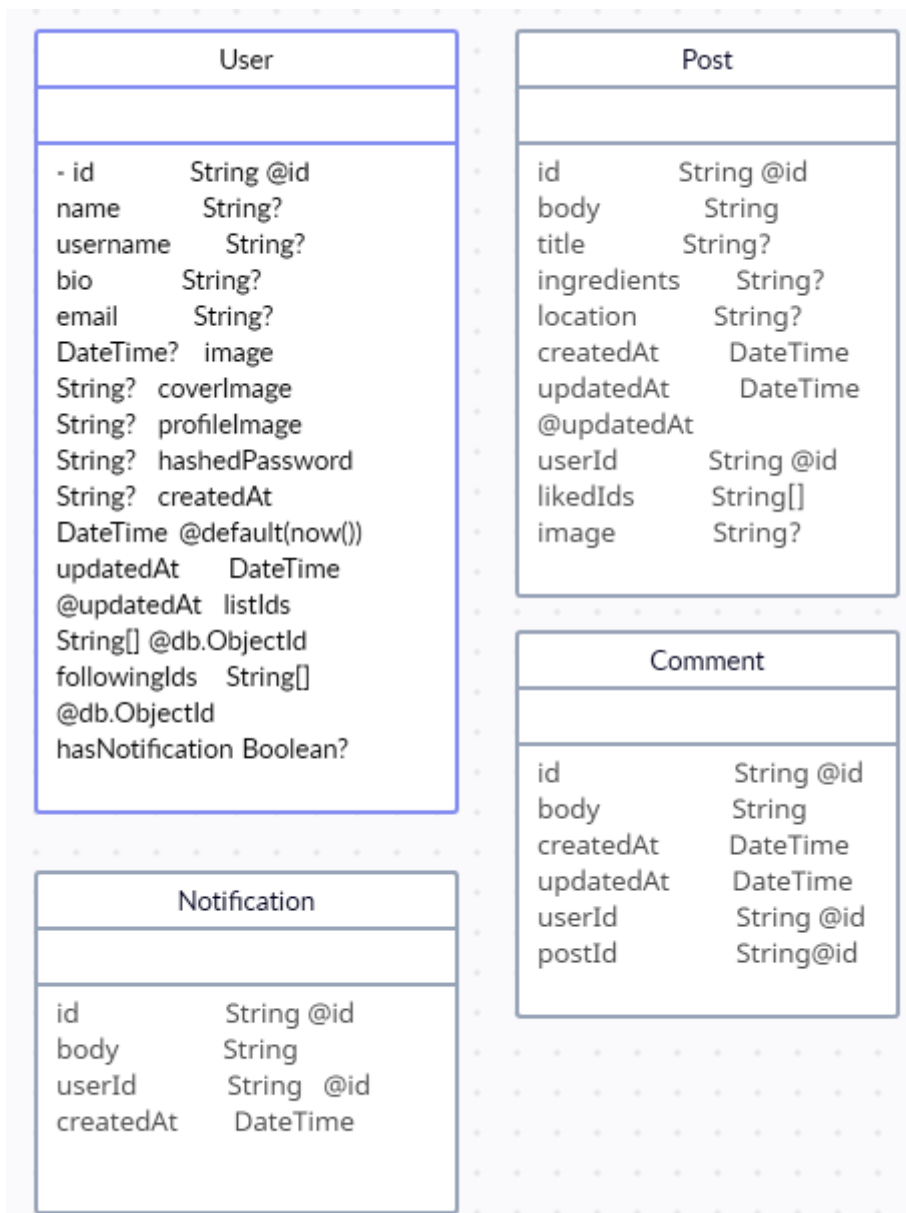 User
- id String @id
name String?
username String?
bio String?
email String?
DateTime? image
String? coverImage
String? profileImage
String? hashedPassword
String? createdAt
DateTime @default(now())
updatedAt DateTime
@updatedAt listIds
String[] @db.ObjectId
followingIds String[]
@db.ObjectId
hasNotification Boolean?
Notification
id String @id
body String
userId String @id
createdAt DateTime
Post
id String @id
body String
title String?
ingredients String?
location String?
createdAt DateTime
updatedAt DateTime
@updatedAt
userId String @id
likedIds String[]
image String?
Comment
id String @id
body String
createdAt DateTime
updatedAt DateTime
userId String @id
postId String@id